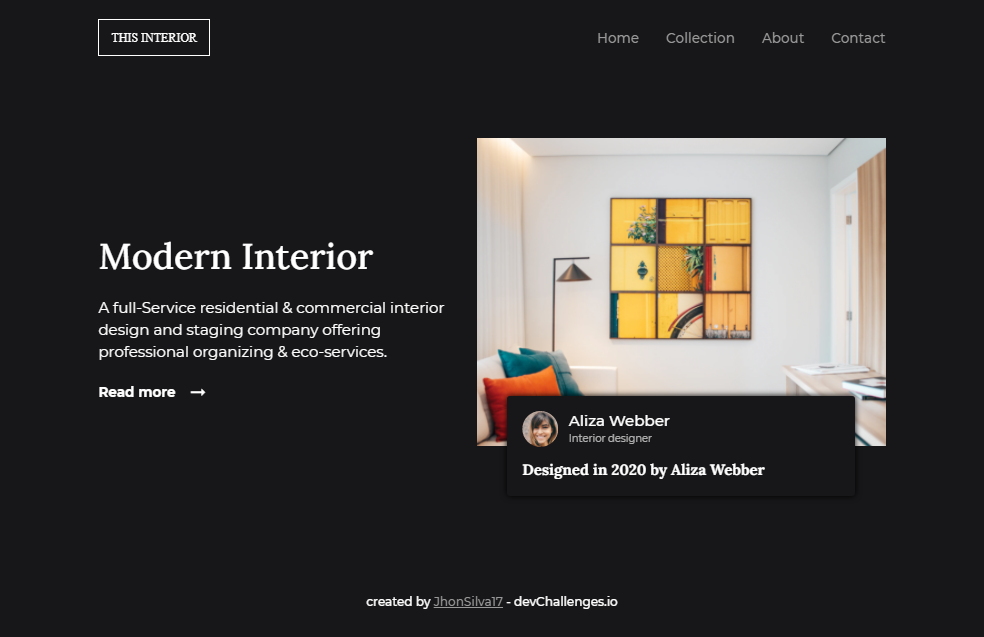 THIS INTERIOR
Home Collection About Contact
Modern Interior
A full-Service residential & commercial interior
design and staging company offering
professional organizing & eco-services.
Read more →
Aliza Webber
Interior designer
Designed in 2020 by Aliza Webber
created by JhonSilva17 - devChallenges.io